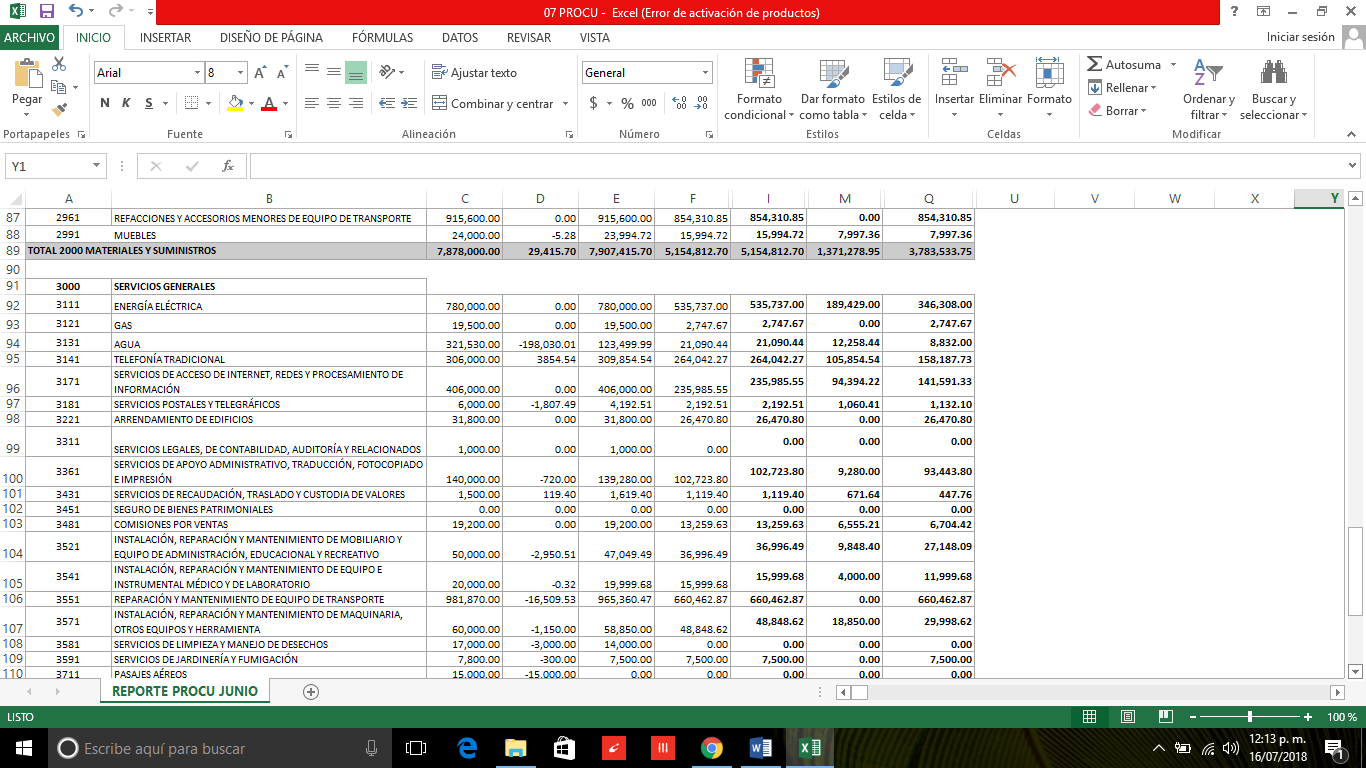 07 PROCU - Excel (Error de activación de productos)
ARCHIVO INICIO INSERTAR DISEÑO DE PÁGINA FÓRMULAS DATOS REVISAR VISTA Iniciar sesión
Pegar
Portapapeles
Arial 8
N K S
Fuente
Ajustar texto
Combinar y centrar
Alineación
General
$ % 000
Número
Formato condicional
Dar formato como tabla
Estilos de celda
Estilos
Insertar Eliminar Formato
Celdas
Autosuma
Rellenar
Borrar
Ordenar y filtrar
Buscar y seleccionar
Modificar
Y1 fx
A B C D E F I M Q U V W X Y
87 2961 REFACCIONES Y ACCESORIOS MENORES DE EQUIPO DE TRANSPORTE 915,600.00 0.00 915,600.00 854,310.85 854,310.85 0.00 854,310.85
88 2991 MUEBLES 24,000.00 -5.28 23,994.72 15,994.72 15,994.72 7,997.36 7,997.36
89 TOTAL 2000 MATERIALES Y SUMINISTROS 7,878,000.00 29,415.70 7,907,415.70 5,154,812.70 5,154,812.70 1,371,278.95 3,783,533.75
90
91 3000 SERVICIOS GENERALES
92 3111 ENERGÍA ELÉCTRICA 780,000.00 0.00 780,000.00 535,737.00 535,737.00 189,429.00 346,308.00
93 3121 GAS 19,500.00 0.00 19,500.00 2,747.67 2,747.67 0.00 2,747.67
94 3131 AGUA 321,530.00 -198,030.01 123,499.99 21,090.44 21,090.44 12,258.44 8,832.00
95 3141 TELEFONÍA TRADICIONAL 306,000.00 3854.54 309,854.54 264,042.27 264,042.27 105,854.54 158,187.73
96 3171 SERVICIOS DE ACCESO DE INTERNET, REDES Y PROCESAMIENTO DE
INFORMACIÓN 406,000.00 0.00 406,000.00 235,985.55 235,985.55 94,394.22 141,591.33
97 3181 SERVICIOS POSTALES Y TELEGRÁFICOS 6,000.00 -1,807.49 4,192.51 2,192.51 2,192.51 1,060.41 1,132.10
98 3221 ARRENDAMIENTO DE EDIFICIOS 31,800.00 0.00 31,800.00 26,470.80 26,470.80 0.00 26,470.80
99 3311 SERVICIOS LEGALES, DE CONTABILIDAD, AUDITORÍA Y RELACIONADOS 1,000.00 0.00 1,000.00 0.00 0.00 0.00 0.00
100 3361 SERVICIOS DE APOYO ADMINISTRATIVO, TRADUCCIÓN, FOTOCOPIADO
E IMPRESIÓN 140,000.00 -720.00 139,280.00 102,723.80 102,723.80 9,280.00 93,443.80
101 3431 SERVICIOS DE RECAUDACIÓN, TRASLADO Y CUSTODIA DE VALORES 1,500.00 119.40 1,619.40 1,119.40 1,119.40 671.64 447.76
102 3451 SEGURO DE BIENES PATRIMONIALES 0.00 0.00 0.00 0.00 0.00 0.00 0.00
103 3481 COMISIONES POR VENTAS 19,200.00 0.00 19,200.00 13,259.63 13,259.63 6,555.21 6,704.42
104 3521 INSTALACIÓN, REPARACIÓN Y MANTENIMIENTO DE MOBILIARIO Y
EQUIPO DE ADMINISTRACIÓN, EDUCACIONAL Y RECREATIVO 50,000.00 -2,950.51 47,049.49 36,996.49 36,996.49 9,848.40 27,148.09
105 3541 INSTALACIÓN, REPARACIÓN Y MANTENIMIENTO DE EQUIPO E
INSTRUMENTAL MÉDICO Y DE LABORATORIO 20,000.00 -0.32 19,999.68 15,999.68 15,999.68 4,000.00 11,999.68
106 3551 REPARACIÓN Y MANTENIMIENTO DE EQUIPO DE TRANSPORTE 981,870.00 -16,509.53 965,360.47 660,462.87 660,462.87 0.00 660,462.87
107 3571 INSTALACIÓN, REPARACIÓN Y MANTENIMIENTO DE MAQUINARIA,
OTROS EQUIPOS Y HERRAMIENTA 60,000.00 -1,150.00 58,850.00 48,848.62 48,848.62 18,850.00 29,998.62
108 3581 SERVICIOS DE LIMPIEZA Y MANEJO DE DESECHOS 17,000.00 -3,000.00 14,000.00 0.00 0.00 0.00 0.00
109 3591 SERVICIOS DE JARDINERÍA Y FUMIGACIÓN 7,800.00 -300.00 7,500.00 7,500.00 7,500.00 0.00 7,500.00
110 3711 PASAJES AÉREOS 15,000.00 -15,000.00 0.00 0.00 0.00 0.00 0.00
REPORTE PROCU JUNIO
LISTO 100 %
Escribe aquí para buscar
12:13 p. m.
16/07/2018
1